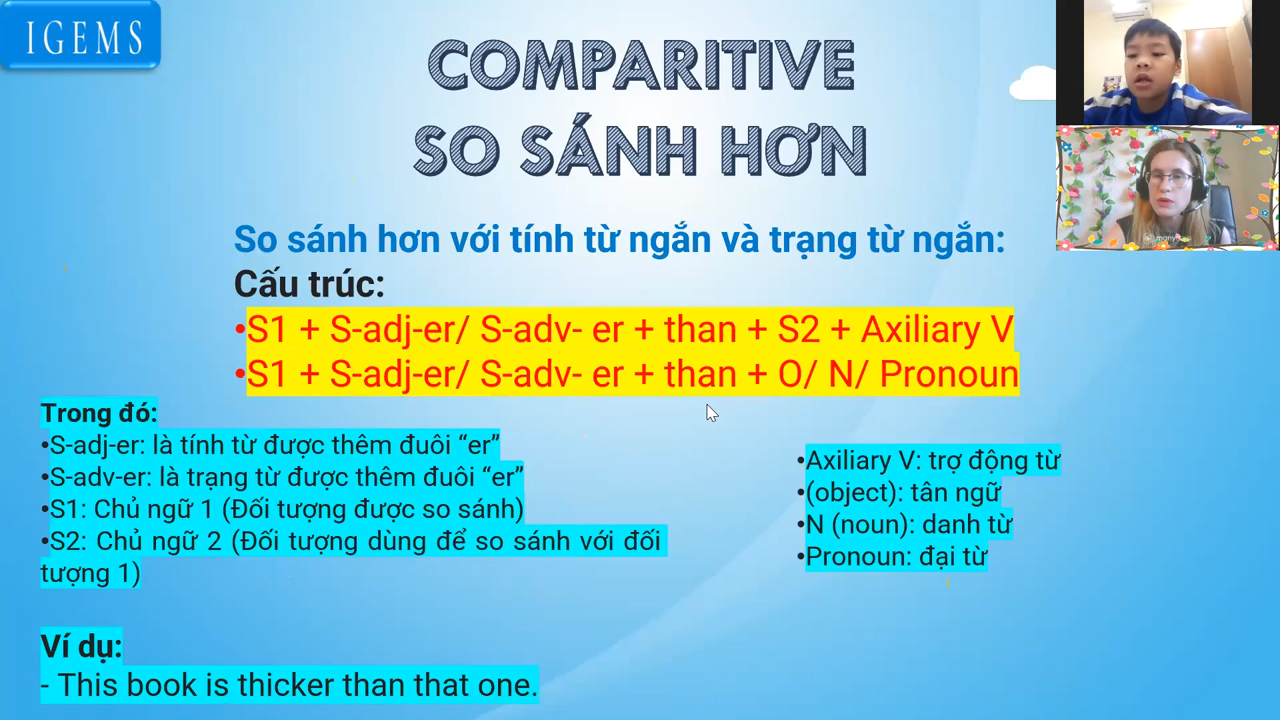 IGEMS
COMPARITIVE
SO SÁNH HƠN
So sánh hơn với tính từ ngắn và trạng từ ngắn:
Cấu trúc:
•S1 + S-adj-er/ S-adv- er + than + S2 + Axiliary V
•S1 + S-adj-er/ S-adv- er + than + O/ N/ Pronoun
Trong đó:
•S-adj-er: là tính từ được thêm đuôi “er”
•S-adv-er: là trạng từ được thêm đuôi “er”
•S1: Chủ ngữ 1 (Đối tượng được so sánh)
•S2: Chủ ngữ 2 (Đối tượng dùng để so sánh với đối
tượng 1)
•Axiliary V: trợ động từ
•(object): tân ngữ
•N (noun): danh từ
•Pronoun: đại từ
Ví dụ:
- This book is thicker than that one.